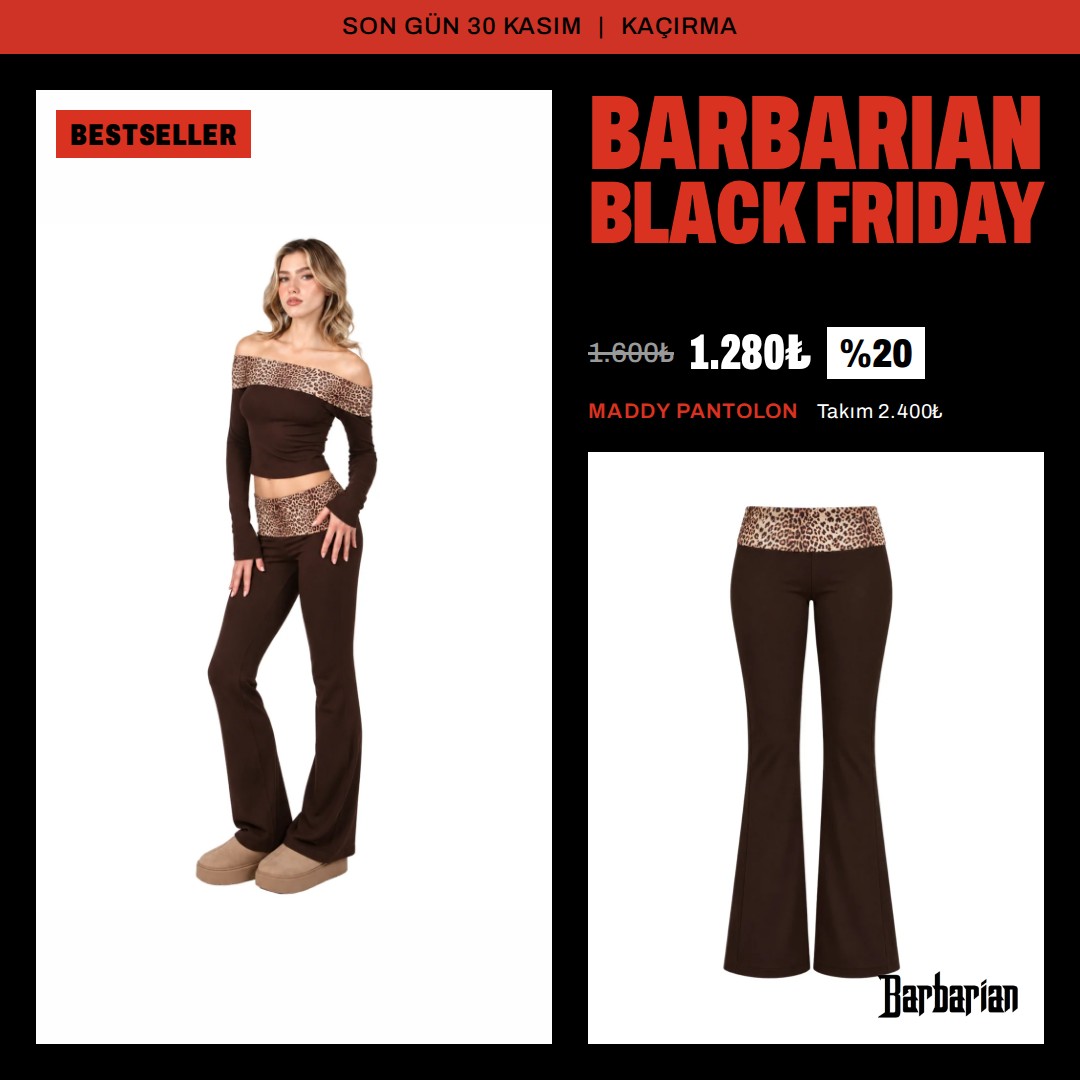 SON GÜN 30 KASIM | KAÇIRMA
BESTSELLER
BARBARIAN
BLACK FRIDAY
1.600₺ 1.280₺ %20
MADDY PANTOLON Takım 2.400₺
Barbarian